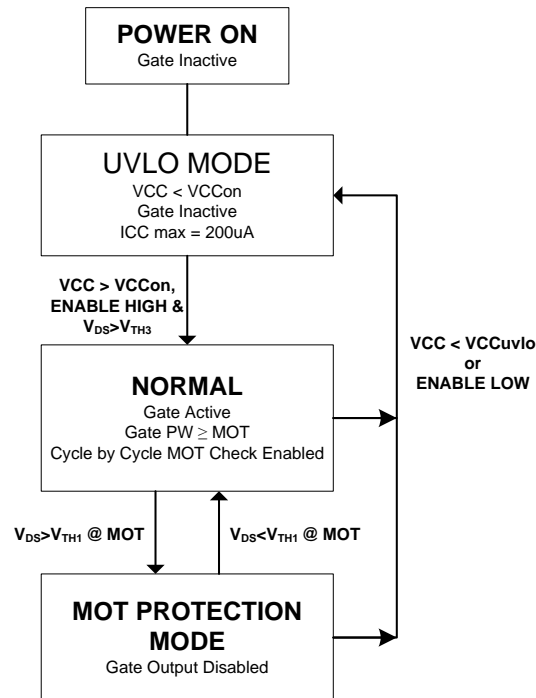 POWER ON
Gate Inactive
UVLO MODE
VCC < VCCon
Gate Inactive
ICC max = 200uA
VCC > VCCon,
ENABLE HIGH &
VDS>VTH3
VCC < VCCuvlo
or
ENABLE LOW
NORMAL
Gate Active
Gate PW ≥ MOT
Cycle by Cycle MOT Check Enabled
VDS>VTH1 @ MOT
VDS<VTH1 @ MOT
MOT PROTECTION
MODE
Gate Output Disabled